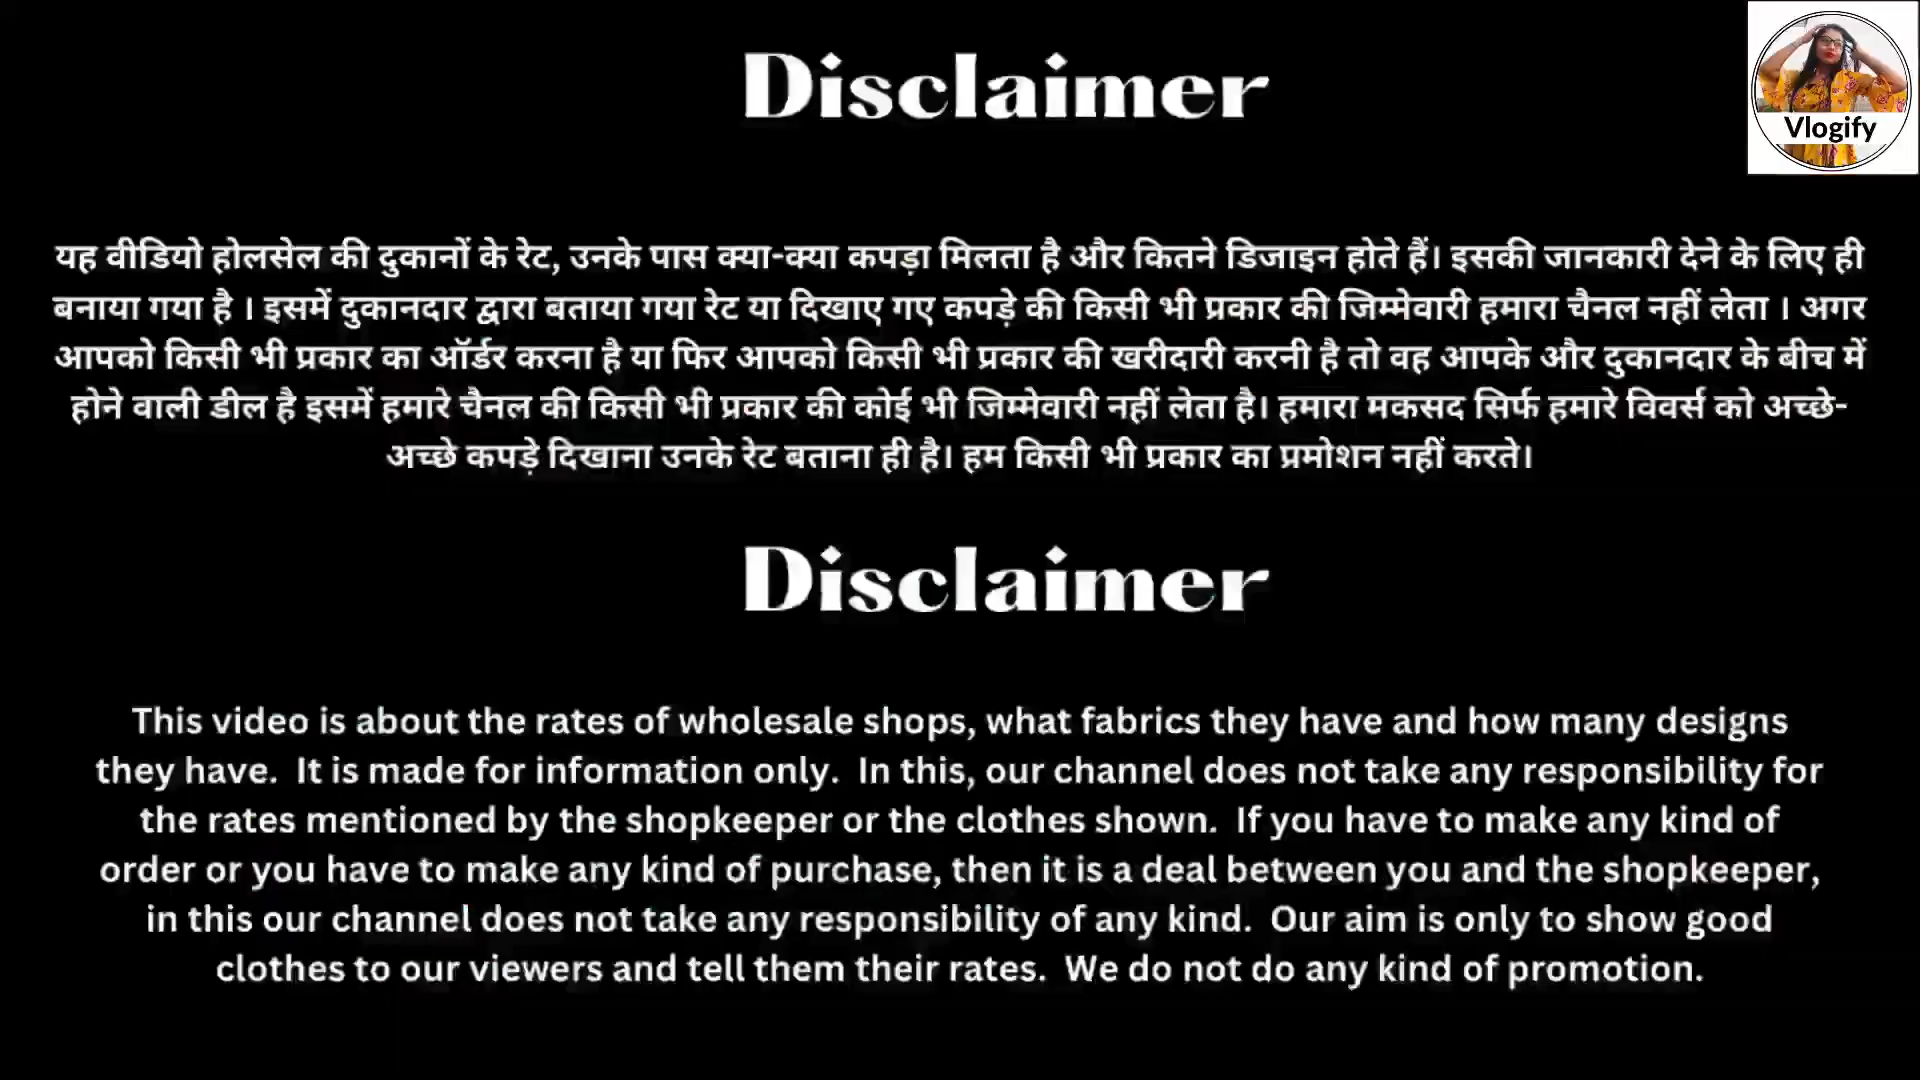 Disclaimer
Vlogify
यह वीडियो होलसेल की दुकानों के रेट, उनके पास क्या-क्या कपड़ा मिलता है और कितने डिजाइन होते हैं। इसकी जानकारी देने के लिए ही
बनाया गया है । इसमें दुकानदार द्वारा बताया गया रेट या दिखाए गए कपड़े की किसी भी प्रकार की जिम्मेवारी हमारा चैनल नहीं लेता । अगर
आपको किसी भी प्रकार का ऑर्डर करना है या फिर आपको किसी भी प्रकार की खरीदारी करनी है तो वह आपके और दुकानदार के बीच में
होने वाली डील है इसमें हमारे चैनल की किसी भी प्रकार की कोई भी जिम्मेवारी नहीं लेता है। हमारा मकसद सिर्फ हमारे विवर्स को अच्छे-
अच्छे कपड़े दिखाना उनके रेट बताना ही है। हम किसी भी प्रकार का प्रमोशन नहीं करते।
Disclaimer
This video is about the rates of wholesale shops, what fabrics they have and how many designs
they have. It is made for information only. In this, our channel does not take any responsibility for
the rates mentioned by the shopkeeper or the clothes shown. If you have to make any kind of
order or you have to make any kind of purchase, then it is a deal between you and the shopkeeper,
in this our channel does not take any responsibility of any kind. Our aim is only to show good
clothes to our viewers and tell them their rates. We do not do any kind of promotion.